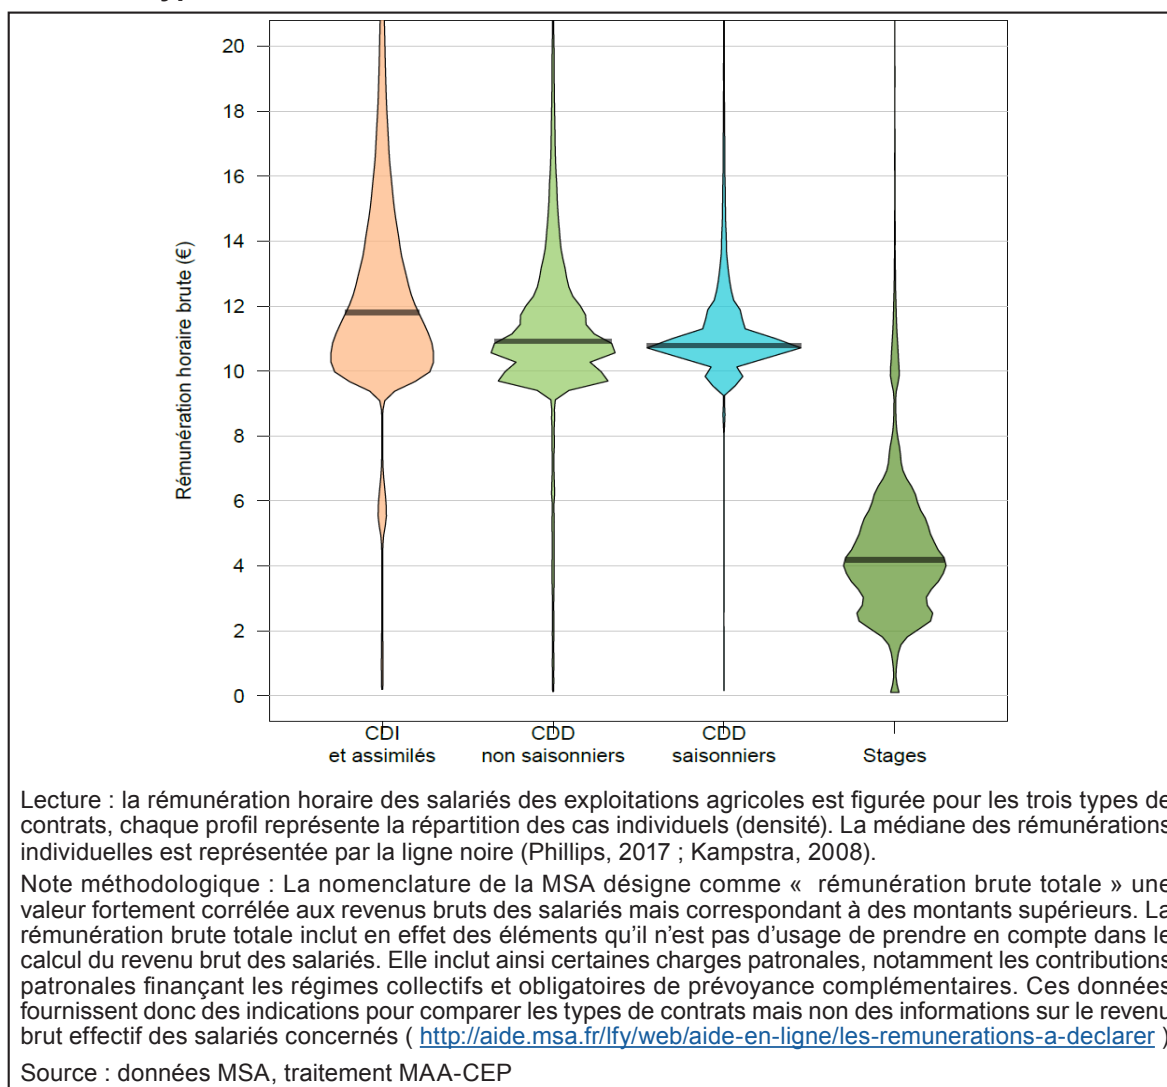 20
18
16
14
12
10
8
6
4
2
0
Rémunération horaire brute (€)
CDI
et assimilés
CDD
non saisonniers
CDD
saisonniers
Stages
Lecture : la rémunération horaire des salariés des exploitations agricoles est figurée pour les trois types de
contrats, chaque profil représente la répartition des cas individuels (densité). La médiane des rémunérations
individuelles est représentée par la ligne noire (Phillips, 2017 ; Kampstra, 2008).
Note méthodologique : La nomenclature de la MSA désigne comme « rémunération brute totale » une
valeur fortement corrélée aux revenus bruts des salariés mais correspondant à des montants supérieurs. La
rémunération brute totale inclut en effet des éléments qu'il n'est pas d'usage de prendre en compte dans le
calcul du revenu brut des salariés. Elle inclut ainsi certaines charges patronales, notamment les contributions
patronales finançant les régimes collectifs et obligatoires de prévoyance complémentaires. Ces données
fournissent donc des indications pour comparer les types de contrats mais non des informations sur le revenu
brut effectif des salariés concernés ( http://aide.msa.fr/lfy/web/aide-en-ligne/les-remunerations-a-declarer )
Source : données MSA, traitement MAA-CEP